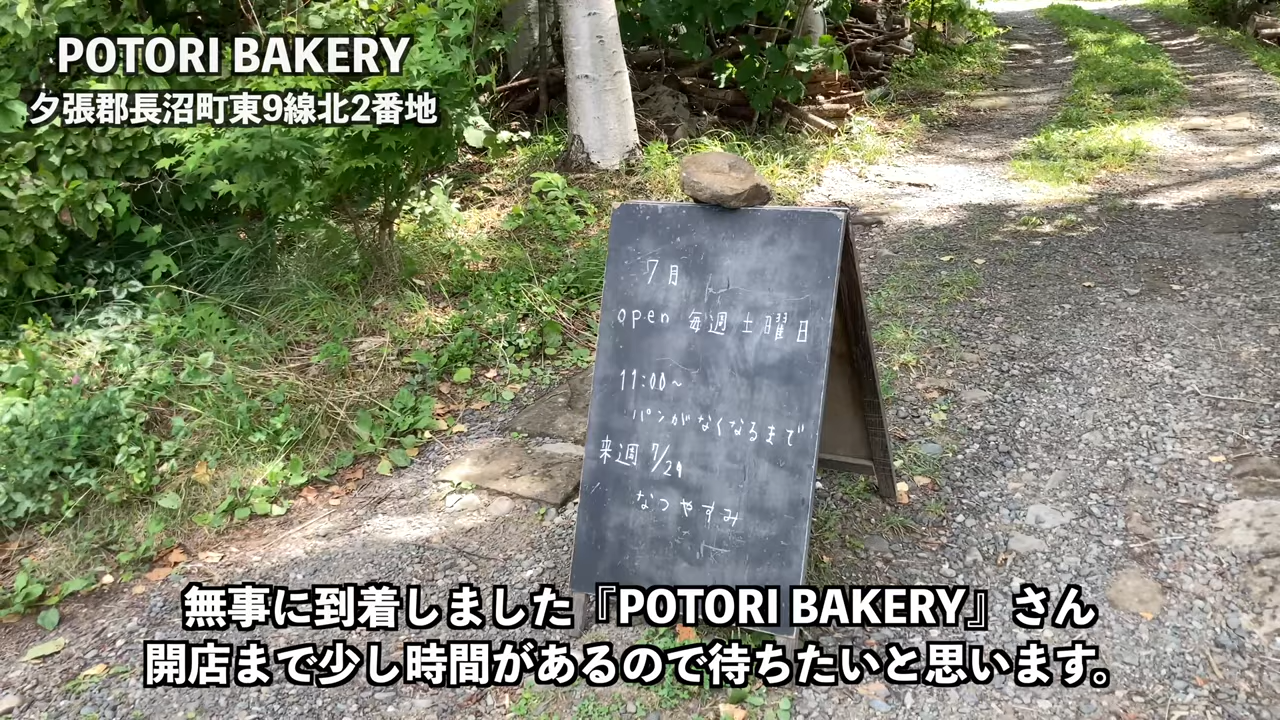 POTORI BAKERY
夕張郡長沼町東9線北2番地
7月
open 毎週土曜日
11:00~
パンがなくなるまで
来週 7/29
なつやすみ
無事に到着しました『POTORI BAKERY』さん
開店まで少し時間があるので待ちたいと思います。